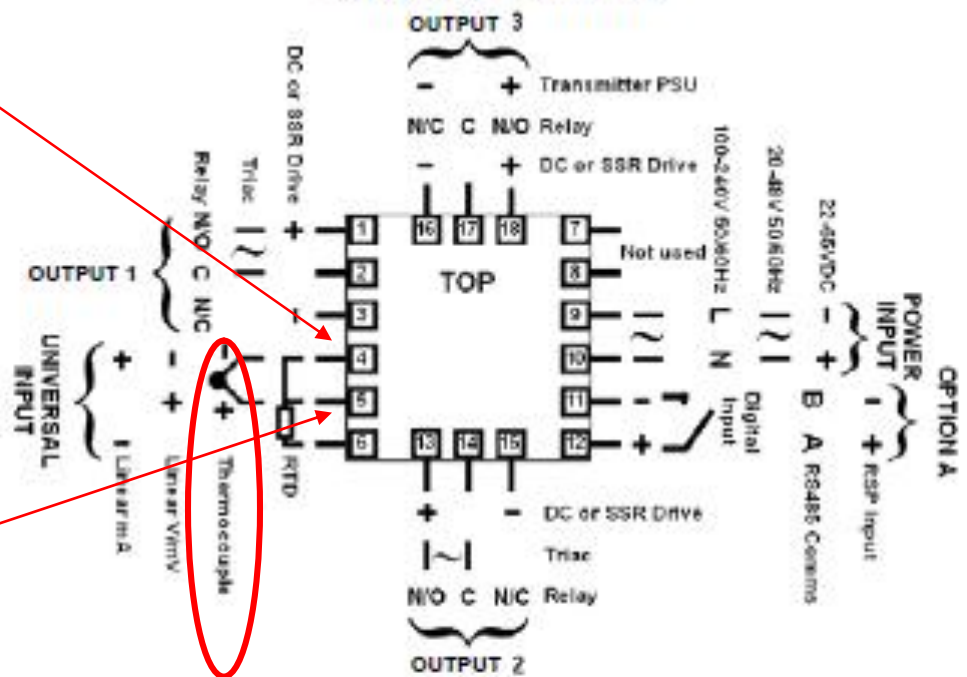 OUTPUT 3
- + Transmitter PSU
N/C C N/O Relay
- + DC or SSR Drive
DC or SSR Drive
+ -
Triac
|~|
Relay N/O C N/C
OUTPUT 1
UNIVERSAL
INPUT
+ - Linear mA
- + Linear V/mV
- + Thermocouple
RTD
1
2
3
4
5
6
16 17 18
TOP
13 14 15
7
8
9
10
11
12
Not used
100-240V 50/60Hz
|~|
L N
20-48V 50/60Hz
|~|
22-65VDC
- +
POWER
INPUT
- +
Digital
Input
B A RS485 Comms
- + RSP Input
OPTION A
+ - DC or SSR Drive
|~| Triac
N/O C N/C Relay
OUTPUT 2